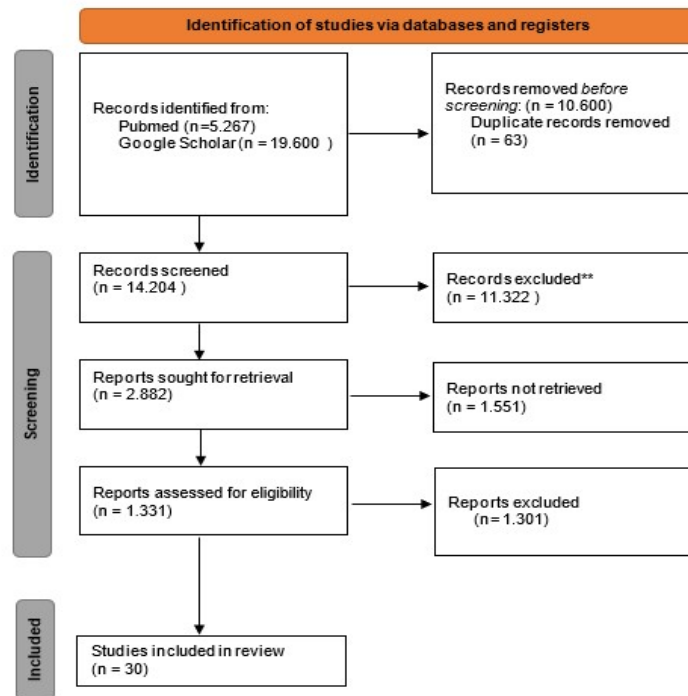 Identification of studies via databases and registers
Identification
Records identified from:
Pubmed (n=5.267)
Google Scholar (n = 19.600 )
Records removed before
screening: (n = 10.600)
Duplicate records removed
(n = 63)
Screening
Records screened
(n = 14.204 )
Records excluded**
(n = 11.322 )
Reports sought for retrieval
(n = 2.882)
Reports not retrieved
(n = 1.551)
Reports assessed for eligibility
(n = 1.331)
Reports excluded
(n= 1.301)
Included
Studies included in review
(n = 30)